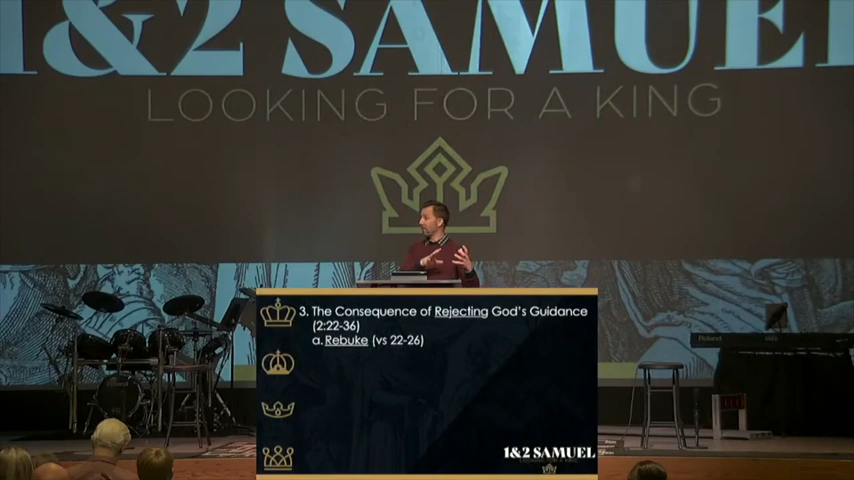 1&2 SAMUEL
LOOKING FOR A KING
3. The Consequence of Rejecting God's Guidance
(2:22-36)
a. Rebuke (vs 22-26)
1&2 SAMUEL
ROLAND